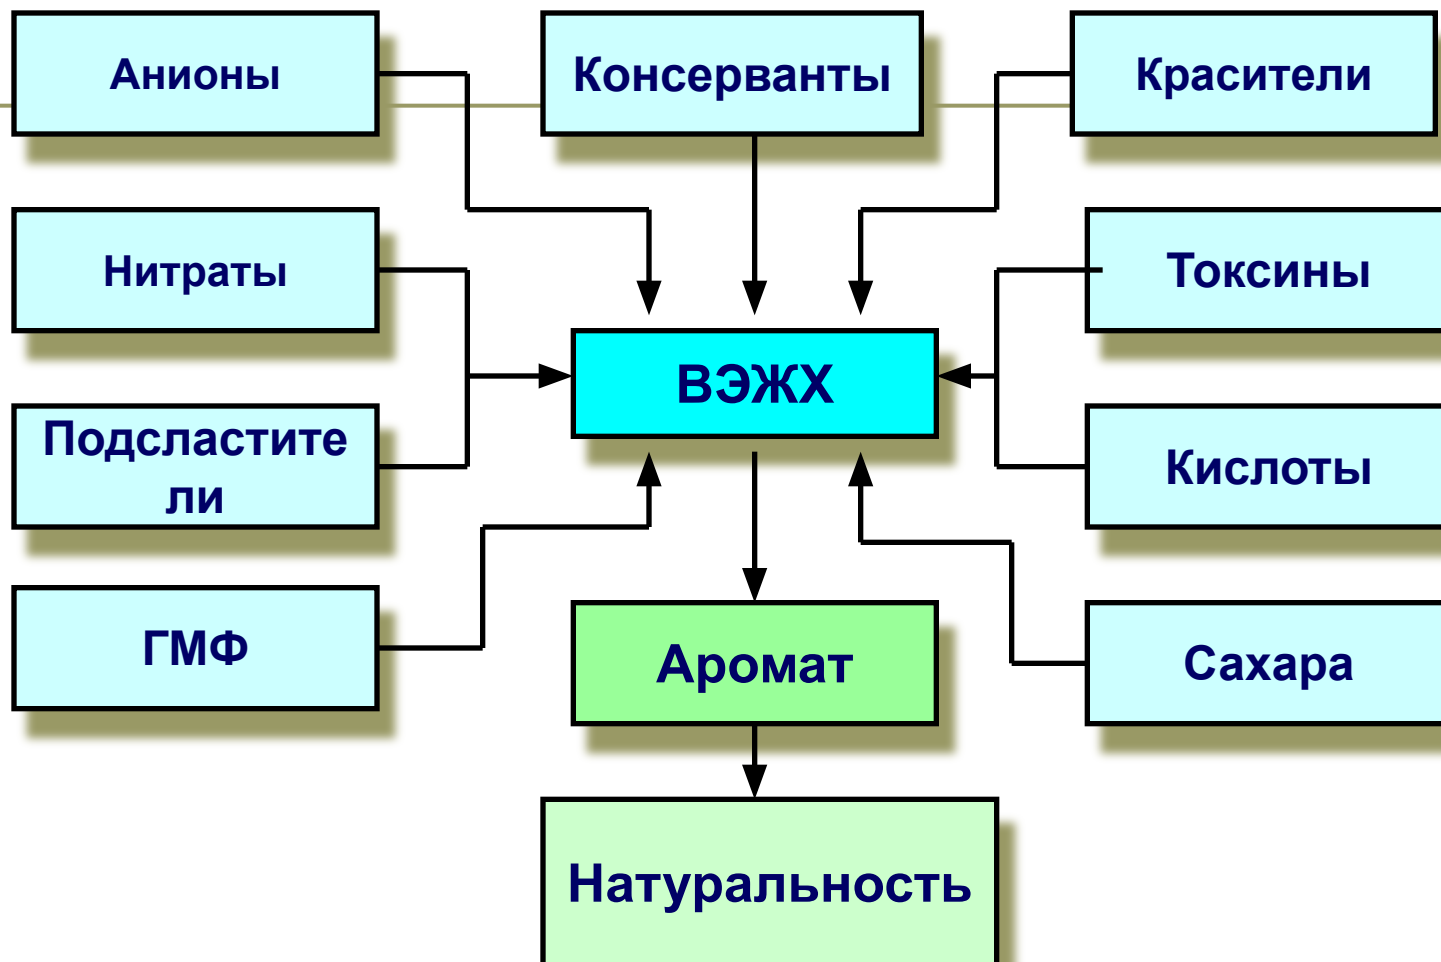 Анионы
Консерванты
Красители
Нитраты
Токсины
ВЭЖХ
Подсластите
ли
Кислоты
ГМФ
Аромат
Сахара
Натуральность